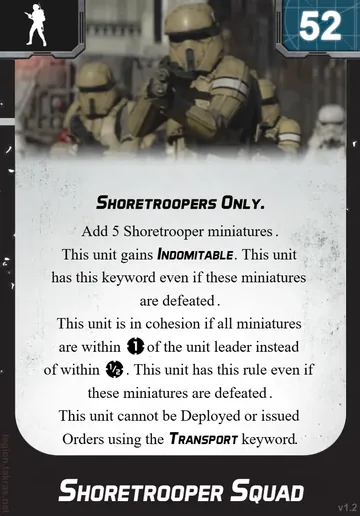 52
SHORETROOPERS ONLY.
Add 5 Shoretrooper miniatures.
This unit gains INDOMITABLE. This unit
has this keyword even if these miniatures
are defeated.
This unit is in cohesion if all miniatures
are within 1 of the unit leader instead
of within ½. This unit has this rule even if
these miniatures are defeated.
This unit cannot be Deployed or issued
Orders using the TRANSPORT keyword.
SHORETROOPER SQUAD
legion.takras.net
v1.2